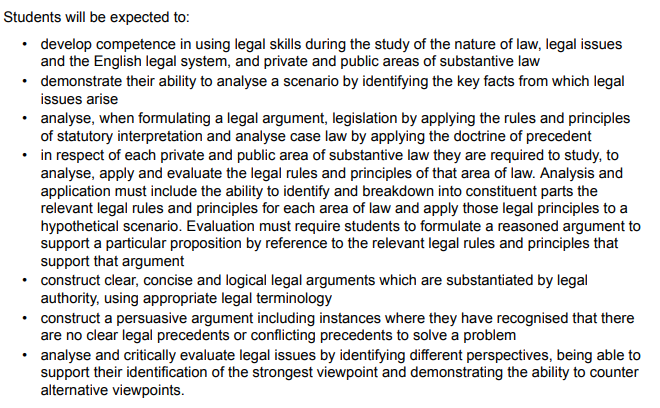 Students will be expected to:
• develop competence in using legal skills during the study of the nature of law, legal issues
and the English legal system, and private and public areas of substantive law
• demonstrate their ability to analyse a scenario by identifying the key facts from which legal
issues arise
• analyse, when formulating a legal argument, legislation by applying the rules and principles
of statutory interpretation and analyse case law by applying the doctrine of precedent
• in respect of each private and public area of substantive law they are required to study, to
analyse, apply and evaluate the legal rules and principles of that area of law. Analysis and
application must include the ability to identify and breakdown into constituent parts the
relevant legal rules and principles for each area of law and apply those legal principles to a
hypothetical scenario. Evaluation must require students to formulate a reasoned argument to
support a particular proposition by reference to the relevant legal rules and principles that
support that argument
• construct clear, concise and logical legal arguments which are substantiated by legal
authority, using appropriate legal terminology
• construct a persuasive argument including instances where they have recognised that there
are no clear legal precedents or conflicting precedents to solve a problem
• analyse and critically evaluate legal issues by identifying different perspectives, being able to
support their identification of the strongest viewpoint and demonstrating the ability to counter
alternative viewpoints.